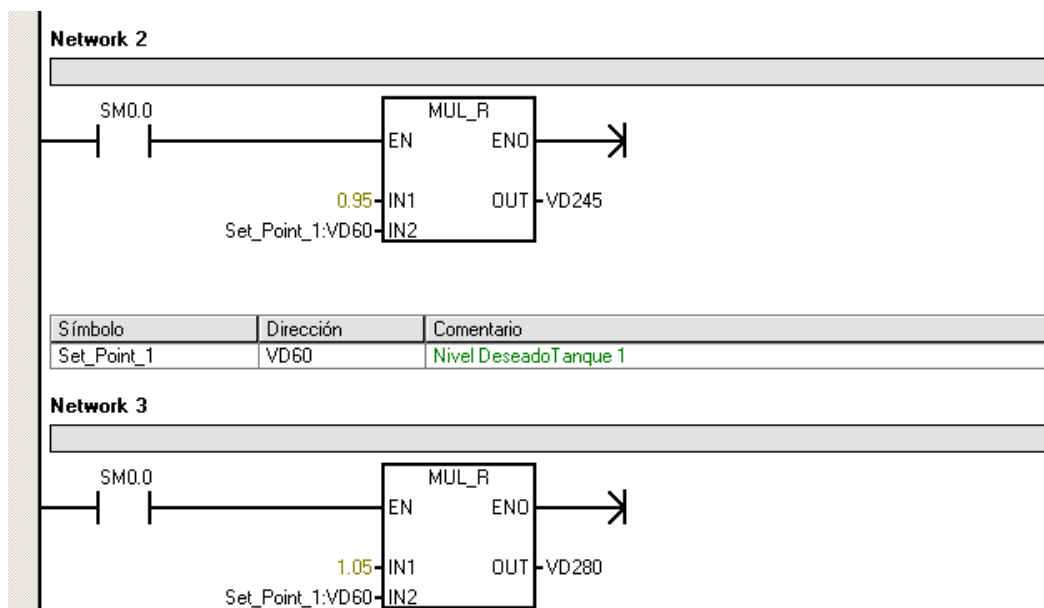 Network 2
SM0.0
MUL_R
EN ENO
0.95 IN1 OUT VD245
Set_Point_1:VD60 IN2
Símbolo Dirección Comentario
Set_Point_1 VD60 Nivel DeseadoTanque 1
Network 3
SM0.0
MUL_R
EN ENO
1.05 IN1 OUT VD280
Set_Point_1:VD60 IN2